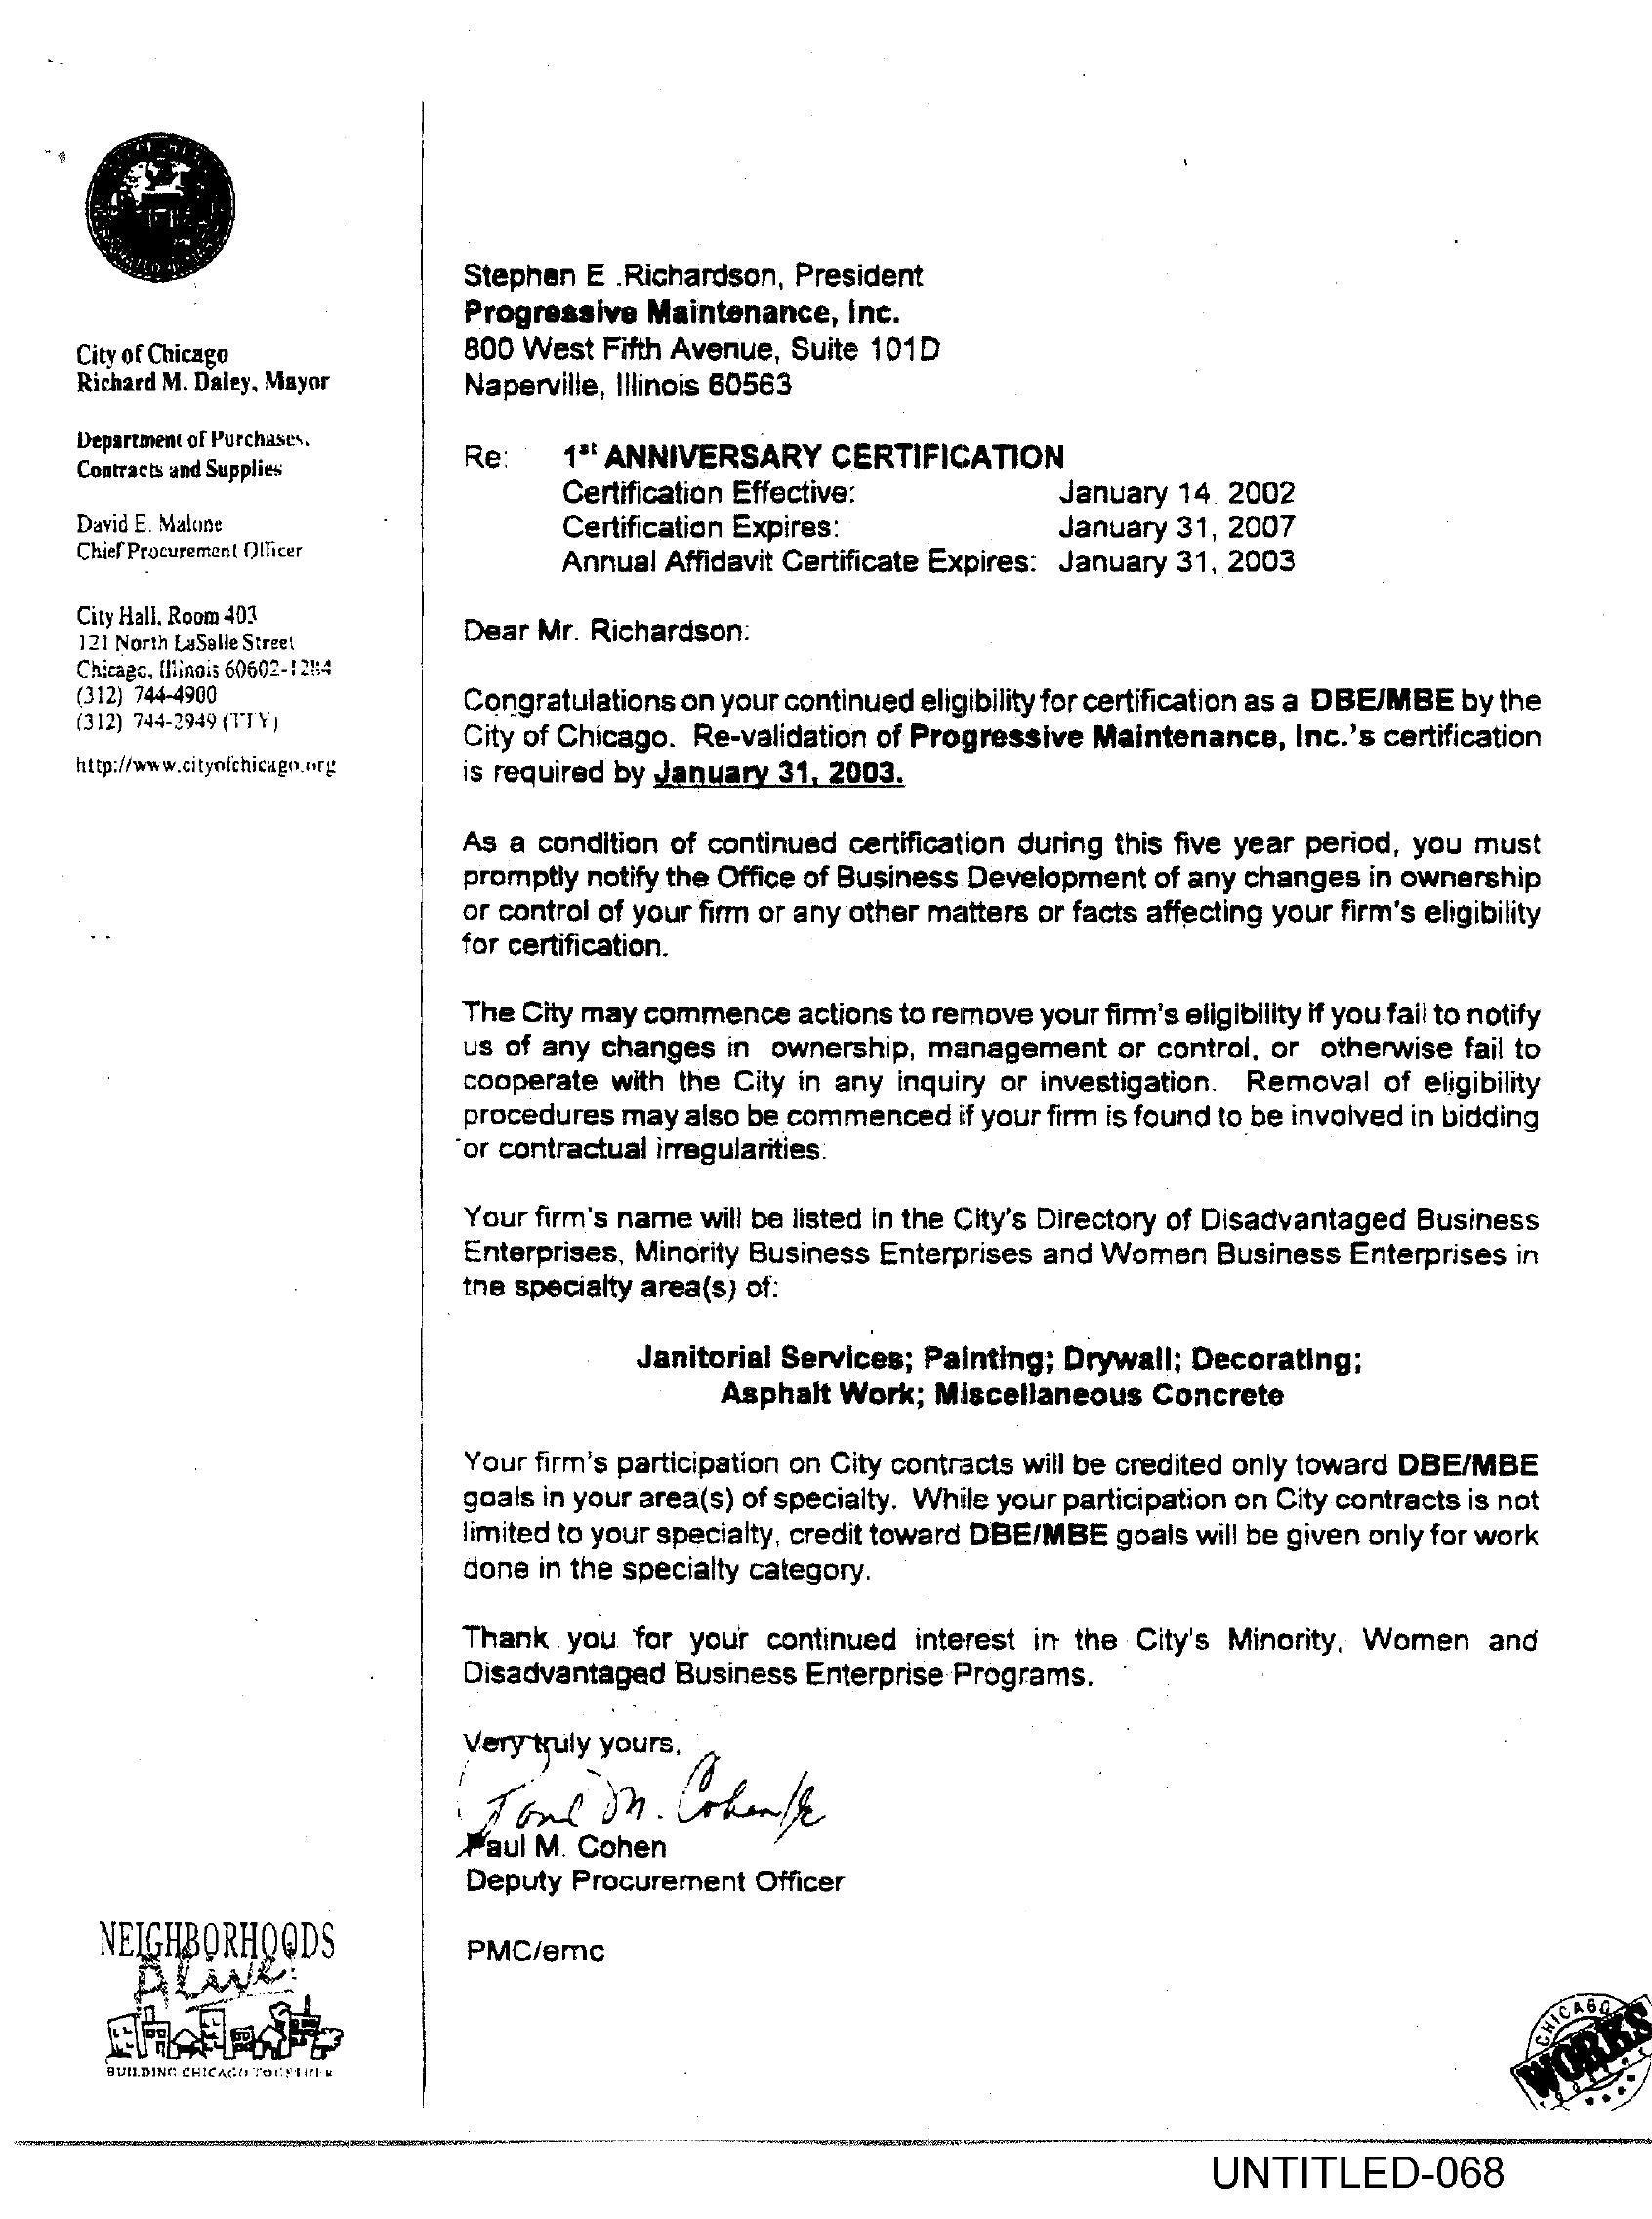 City of Chicago
Richard M. Daley, Mayor
Department of Purchases,
Contracts and Supplies
David E. Malone
Chief Procurement Officer
City Hall, Room 403
121 North LaSalle Street
Chicago, Illinois 60602-1284
(312) 744-4900
(312) 744-2949 (TTY)
http://www.cityofchicago.org
Stephen E .Richardson, President
Progressive Maintenance, Inc.
800 West Fifth Avenue, Suite 101D
Naperville, Illinois 60563
Re: 1st ANNIVERSARY CERTIFICATION
Certification Effective: January 14, 2002
Certification Expires: January 31, 2007
Annual Affidavit Certificate Expires: January 31, 2003
Dear Mr. Richardson:
Congratulations on your continued eligibility for certification as a DBE/MBE by the
City of Chicago. Re-validation of Progressive Maintenance, Inc.'s certification
is required by January 31, 2003.
As a condition of continued certification during this five year period, you must
promptly notify the Office of Business Development of any changes in ownership
or control of your firm or any other matters or facts affecting your firm's eligibility
for certification.
The City may commence actions to remove your firm's eligibility if you fail to notify
us of any changes in ownership, management or control, or otherwise fail to
cooperate with the City in any inquiry or investigation. Removal of eligibility
procedures may also be commenced if your firm is found to be involved in bidding
or contractual irregularities.
Your firm's name will be listed in the City's Directory of Disadvantaged Business
Enterprises, Minority Business Enterprises and Women Business Enterprises in
the specialty area(s) of:
Janitorial Services; Painting; Drywall; Decorating;
Asphalt Work; Miscellaneous Concrete
Your firm's participation on City contracts will be credited only toward DBE/MBE
goals in your area(s) of specialty. While your participation on City contracts is not
limited to your specialty, credit toward DBE/MBE goals will be given only for work
done in the specialty category.
Thank you for your continued interest in the City's Minority, Women and
Disadvantaged Business Enterprise Programs.
Very truly yours,
Paul M. Cohen
Paul M. Cohen
Deputy Procurement Officer
PMC/emc
NEIGHBORHOODS
Alive!
BUILDING CHICAGO TOGETHER
CHICAGO
WORKS
UNTITLED-068